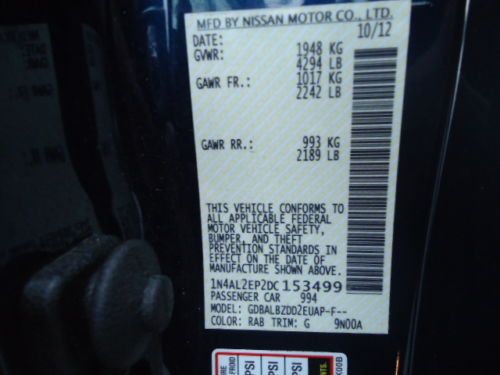 MFD BY NISSAN MOTOR CO., LTD.
DATE: 10/12
GVWR: 1948 KG
4294 LB
GAWR FR.: 1017 KG
2242 LB
GAWR RR.: 993 KG
2189 LB
THIS VEHICLE CONFORMS TO
ALL APPLICABLE FEDERAL
MOTOR VEHICLE SAFETY,
BUMPER, AND THEFT
PREVENTION STANDARDS IN
EFFECT ON THE DATE OF
MANUFACTURE SHOWN ABOVE.
1N4AL2EP2DC153499
PASSENGER CAR 994
MODEL: GDBALBZDD2EUAP-F--
COLOR: RAB TRIM: G 9N00A
PSI PSI PSI